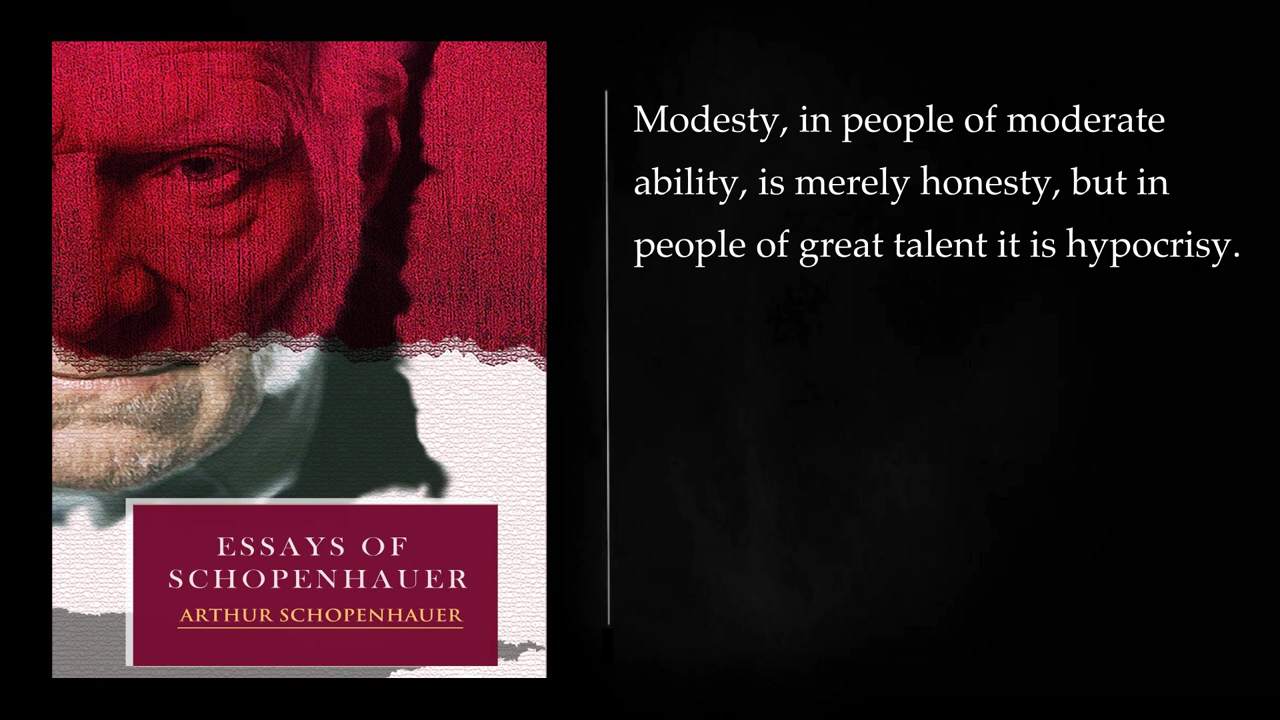 ESSAYS OF
SCHOPENHAUER
ARTHUR SCHOPENHAUER
Modesty, in people of moderate
ability, is merely honesty, but in
people of great talent it is hypocrisy.